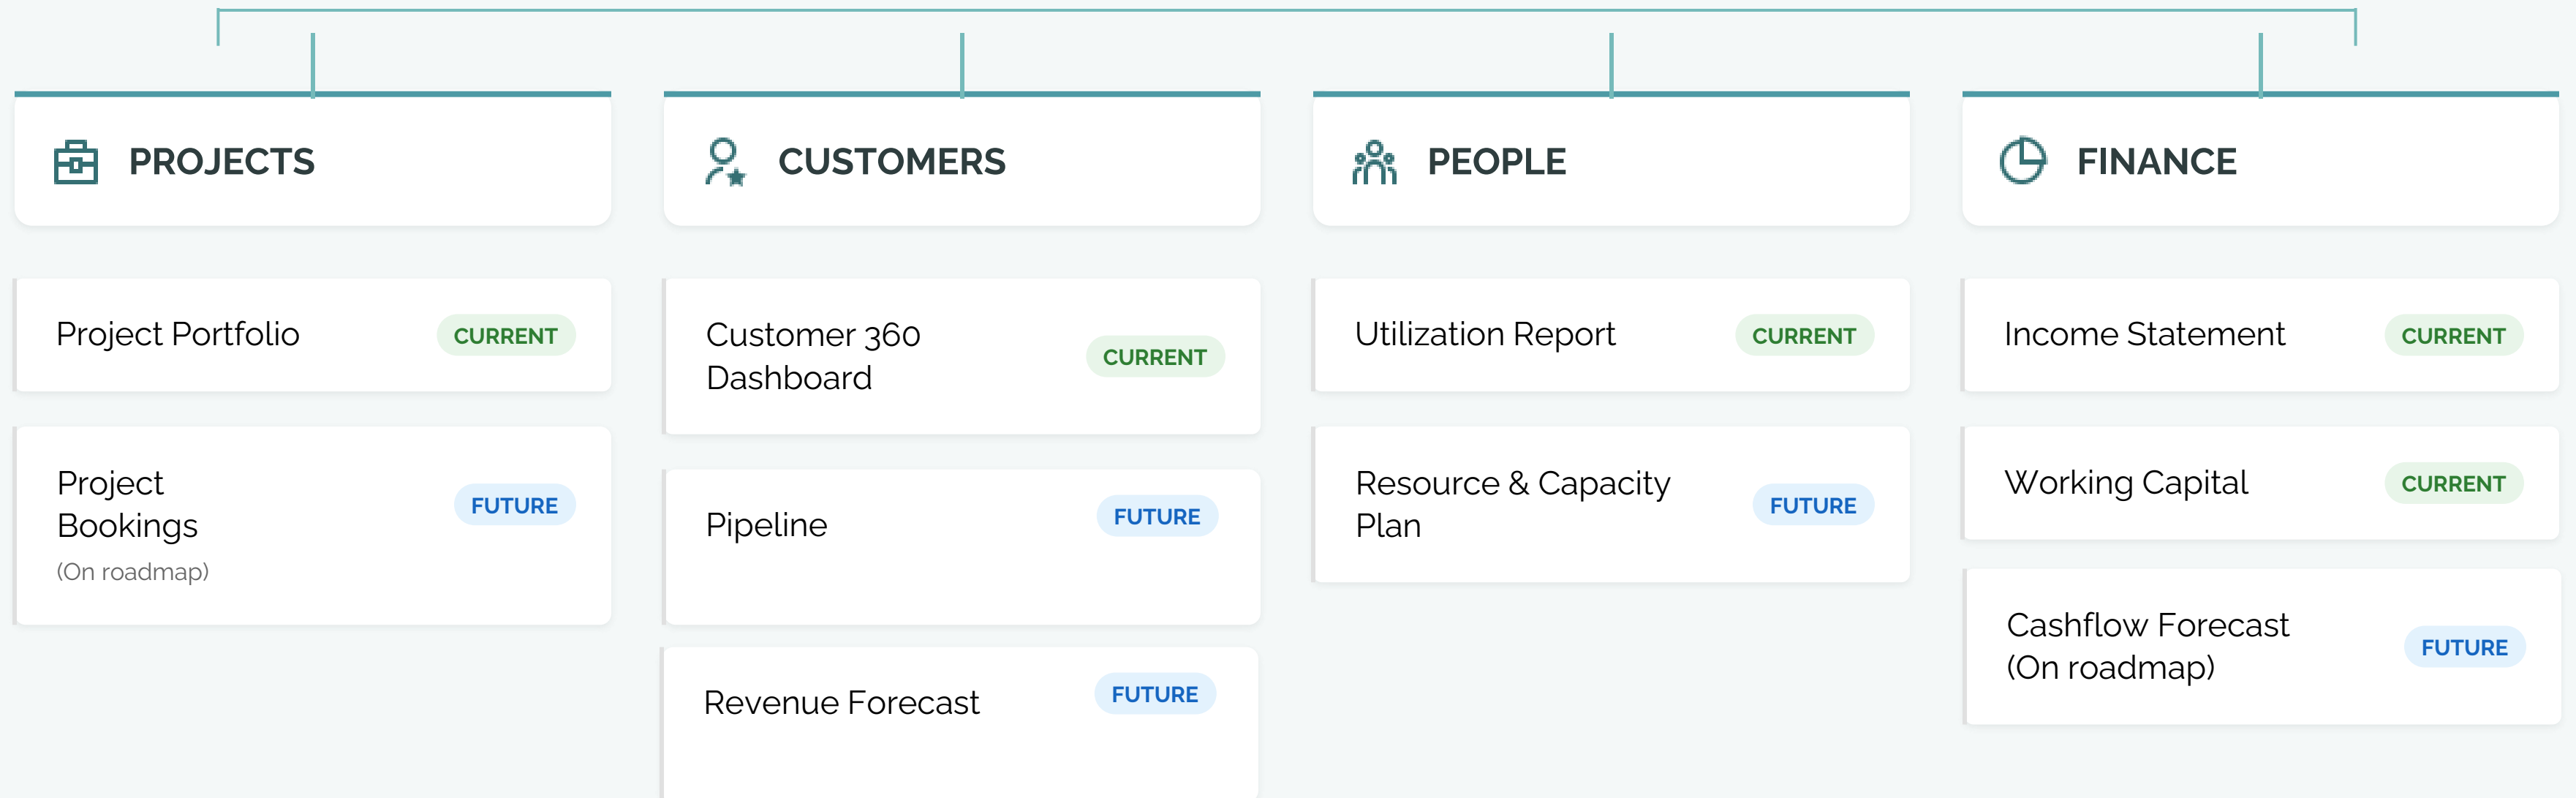 PROJECTS
Project Portfolio
CURRENT
Project
Bookings
(On roadmap)
FUTURE
CUSTOMERS
Customer 360
Dashboard
CURRENT
Pipeline
FUTURE
Revenue Forecast
FUTURE
PEOPLE
Utilization Report
CURRENT
Resource & Capacity
Plan
FUTURE
FINANCE
Income Statement
CURRENT
Working Capital
CURRENT
Cashflow Forecast
(On roadmap)
FUTURE